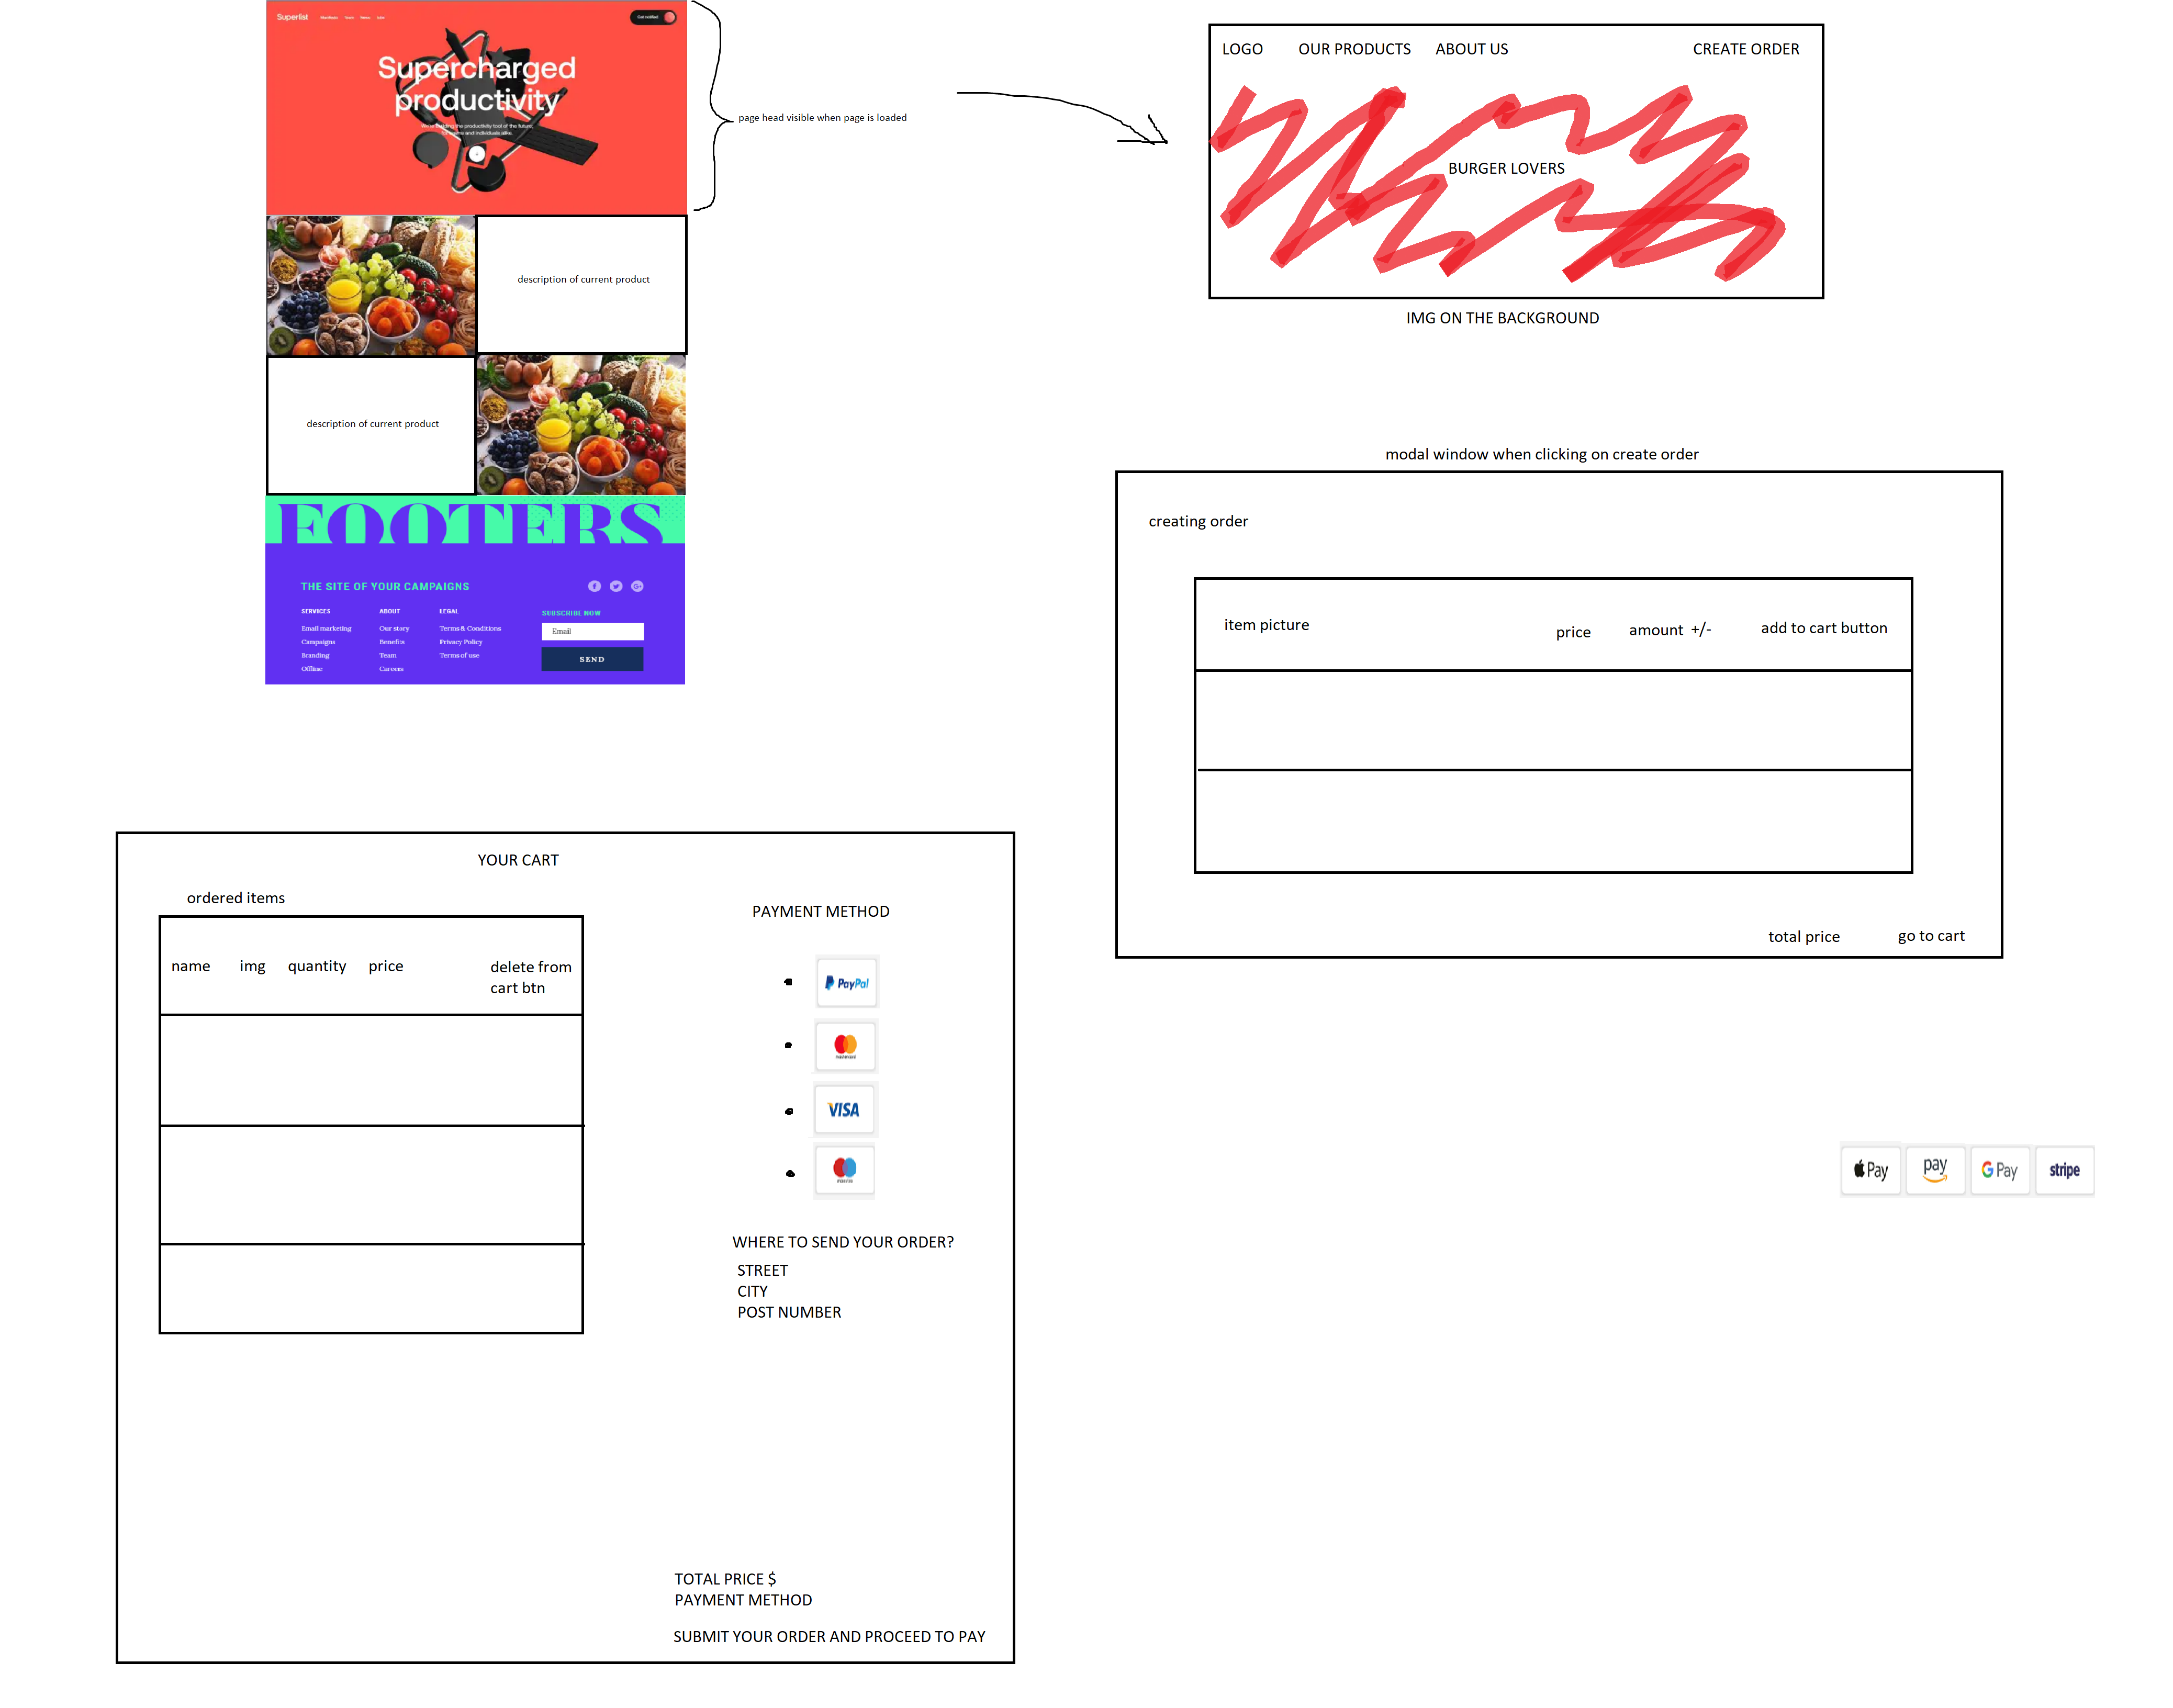 Superlist
Manifesto Team News Jobs
Get notified
Supercharged
productivity
page head visible when page is loaded
LOGO OUR PRODUCTS ABOUT US CREATE ORDER
BURGER LOVERS
IMG ON THE BACKGROUND
description of current product
description of current product
FOOTERS
THE SITE OF YOUR CAMPAIGNS
SERVICES
Email marketing
Campaigns
Branding
Offline
ABOUT
Our story
Benefits
Team
Careers
LEGAL
Terms & Conditions
Privacy Policy
Terms of use
SUBSCRIBE NOW
Email
SEND
modal window when clicking on create order
creating order
item picture price amount +/- add to cart button
total price go to cart
YOUR CART
ordered items
name img quantity price delete from
cart btn
PAYMENT METHOD
PayPal
mastercard
VISA
maestro
WHERE TO SEND YOUR ORDER?
STREET
CITY
POST NUMBER
TOTAL PRICE $
PAYMENT METHOD
SUBMIT YOUR ORDER AND PROCEED TO PAY
Pay pay G Pay stripe